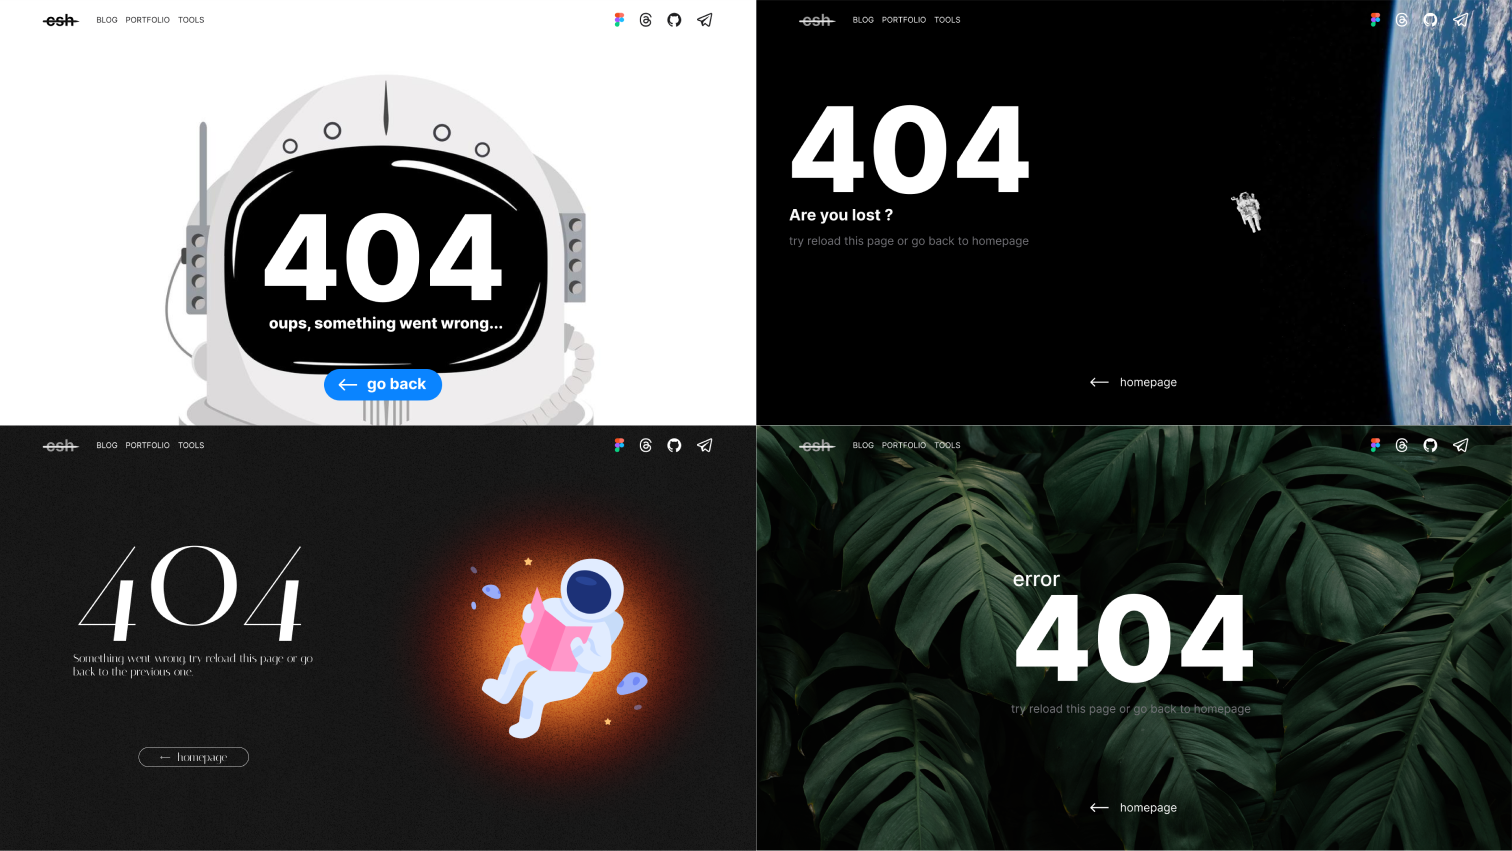 esh BLOG PORTFOLIO TOOLS
404
oups, something went wrong...
← go back
esh BLOG PORTFOLIO TOOLS
404
Are you lost ?
try reload this page or go back to homepage
← homepage
esh BLOG PORTFOLIO TOOLS
404
Something went wrong, try reload this page or go
back to the previous one.
← homepage
esh BLOG PORTFOLIO TOOLS
error
404
try reload this page or go back to homepage
← homepage